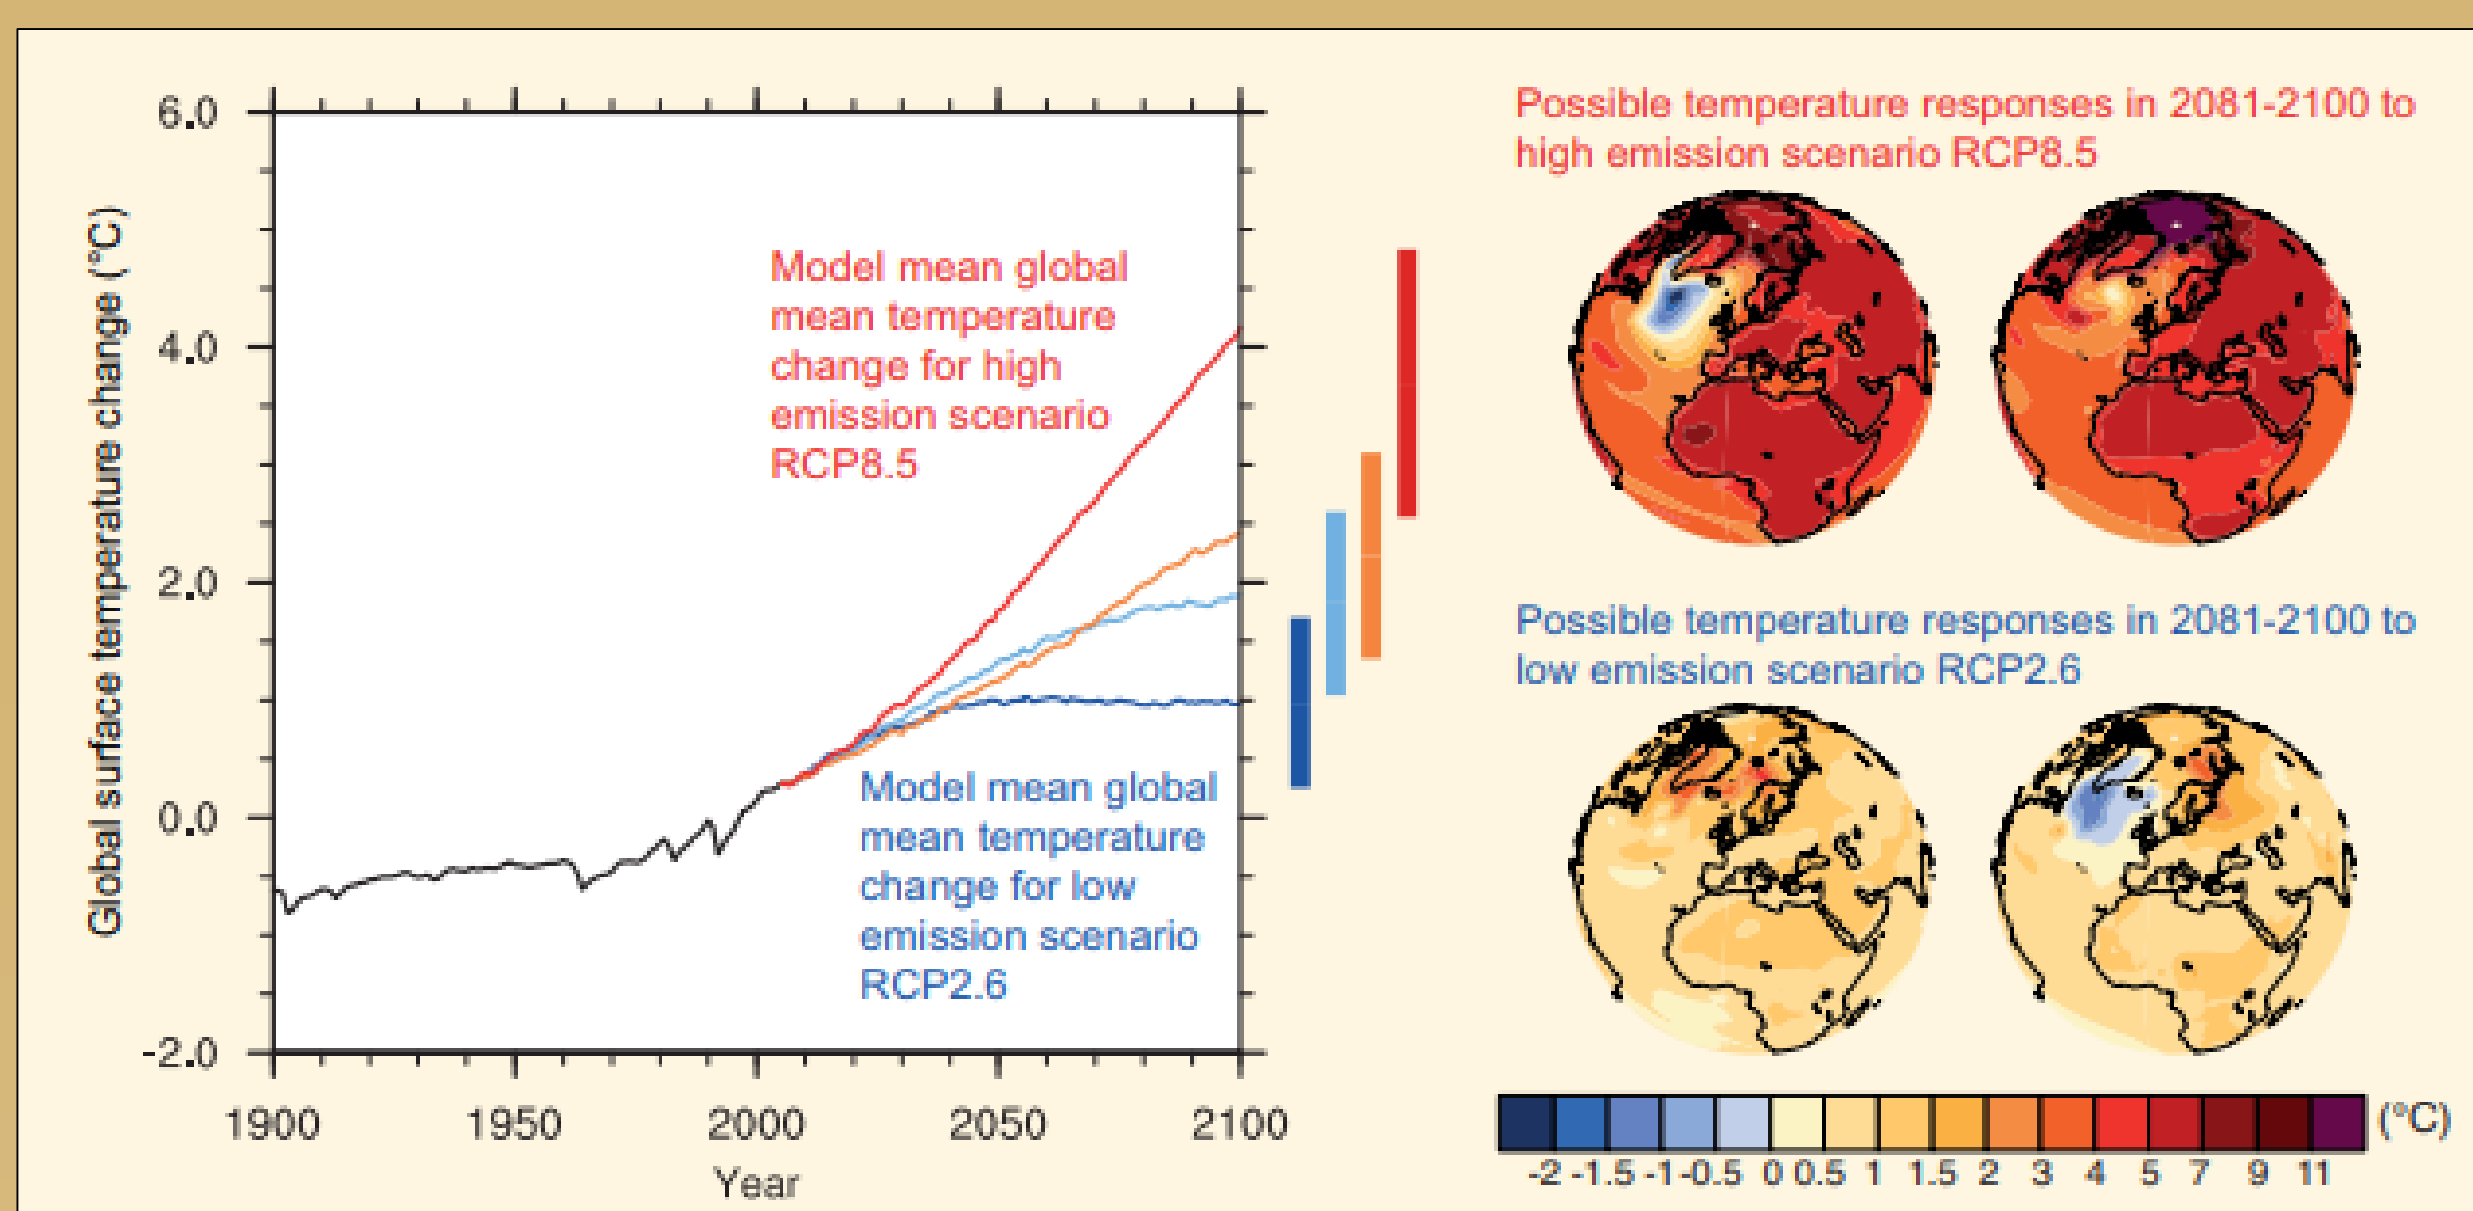 6.0
4.0
2.0
0.0
-2.0
Global surface temperature change (°C)
1900 1950 2000 2050 2100
Year
Model mean global
mean temperature
change for high
emission scenario
RCP8.5
Model mean global
mean temperature
change for low
emission scenario
RCP2.6
Possible temperature responses in 2081-2100 to
high emission scenario RCP8.5
Possible temperature responses in 2081-2100 to
low emission scenario RCP2.6
-2 -1.5 -1 -0.5 0 0.5 1 1.5 2 3 4 5 7 9 11 (°C)